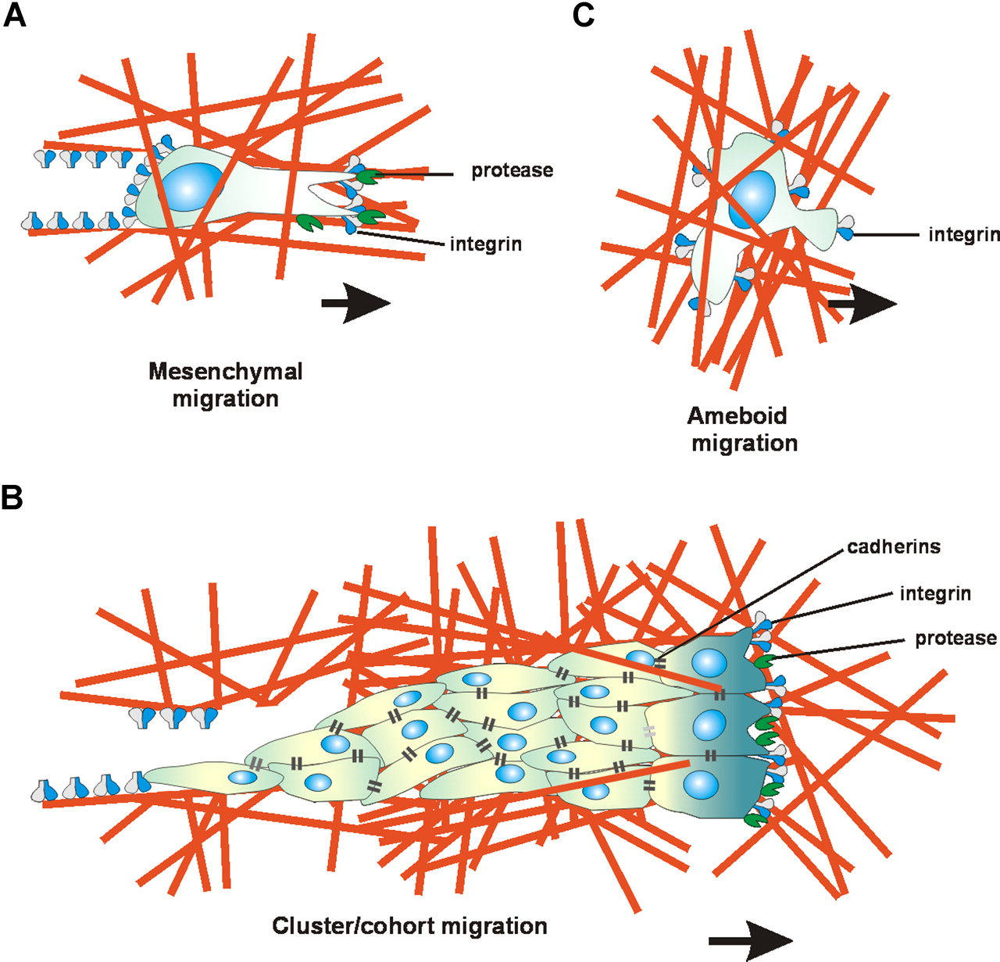 A
C
protease
integrin
integrin
Mesenchymal
migration
Ameboid
migration
B
cadherins
integrin
protease
Cluster/cohort migration